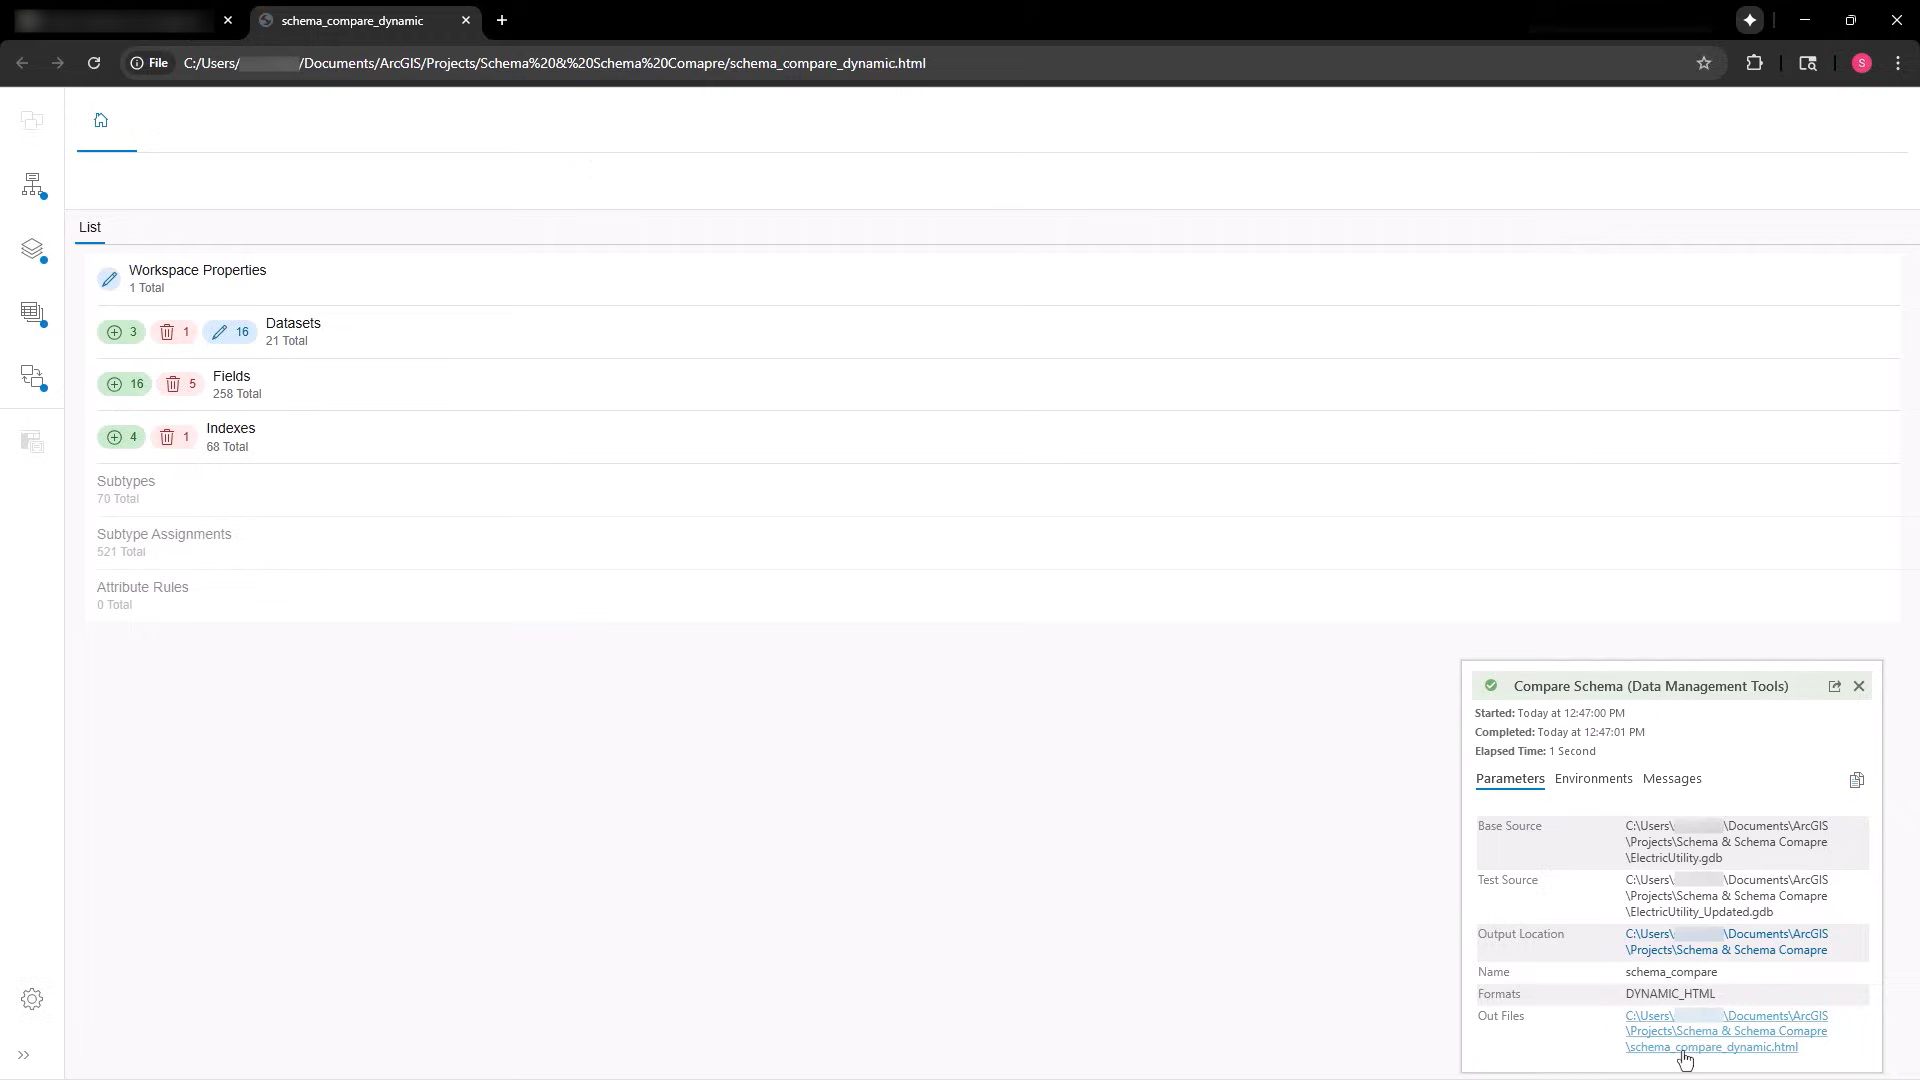 schema_compare_dynamic
File C:/Users/ /Documents/ArcGIS/Projects/Schema%20&%20Schema%20Comapre/schema_compare_dynamic.html
S
List
Workspace Properties
1 Total
3 1 16 Datasets
21 Total
16 5 Fields
258 Total
4 1 Indexes
68 Total
Subtypes
70 Total
Subtype Assignments
521 Total
Attribute Rules
0 Total
Compare Schema (Data Management Tools)
Started: Today at 12:47:00 PM
Completed: Today at 12:47:01 PM
Elapsed Time: 1 Second
Parameters Environments Messages
Base Source C:\Users\ \Documents\ArcGIS
\Projects\Schema & Schema Comapre
\ElectricUtility.gdb
Test Source C:\Users\ \Documents\ArcGIS
\Projects\Schema & Schema Comapre
\ElectricUtility_Updated.gdb
Output Location C:\Users\ \Documents\ArcGIS
\Projects\Schema & Schema Comapre
Name schema_compare
Formats DYNAMIC_HTML
Out Files C:\Users\ \Documents\ArcGIS
\Projects\Schema & Schema Comapre
\schema_compare_dynamic.html